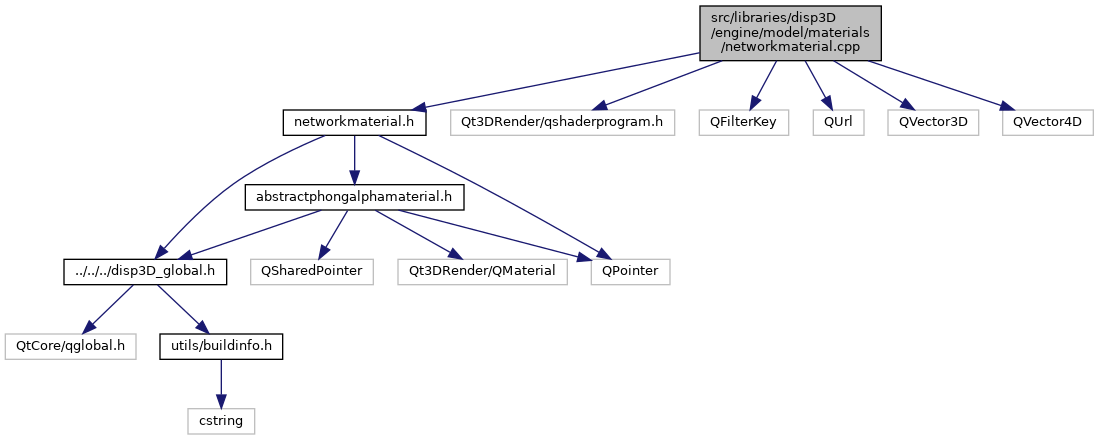 src/libraries/disp3D
/engine/model/materials
/networkmaterial.cpp
networkmaterial.h
Qt3DRender/qshaderprogram.h
QFilterKey
QUrl
QVector3D
QVector4D
abstractphongalphamaterial.h
../../../disp3D_global.h
QSharedPointer
Qt3DRender/QMaterial
QPointer
QtCore/qglobal.h
utils/buildinfo.h
cstring